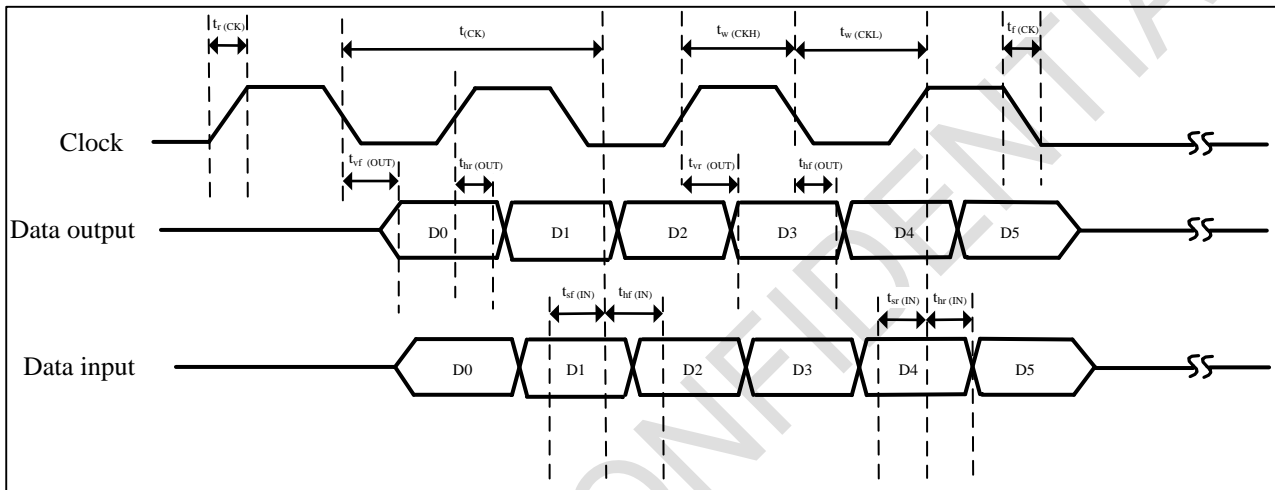 tr (CK)
t(CK)
tw (CKH)
tw (CKL)
tf (CK)
Clock
tvf (OUT)
thr (OUT)
tvr (OUT)
thf (OUT)
Data output
D0
D1
D2
D3
D4
D5
tsf (IN)
thf (IN)
tsr (IN)
thr (IN)
Data input
D0
D1
D2
D3
D4
D5
CONFIDENTIA